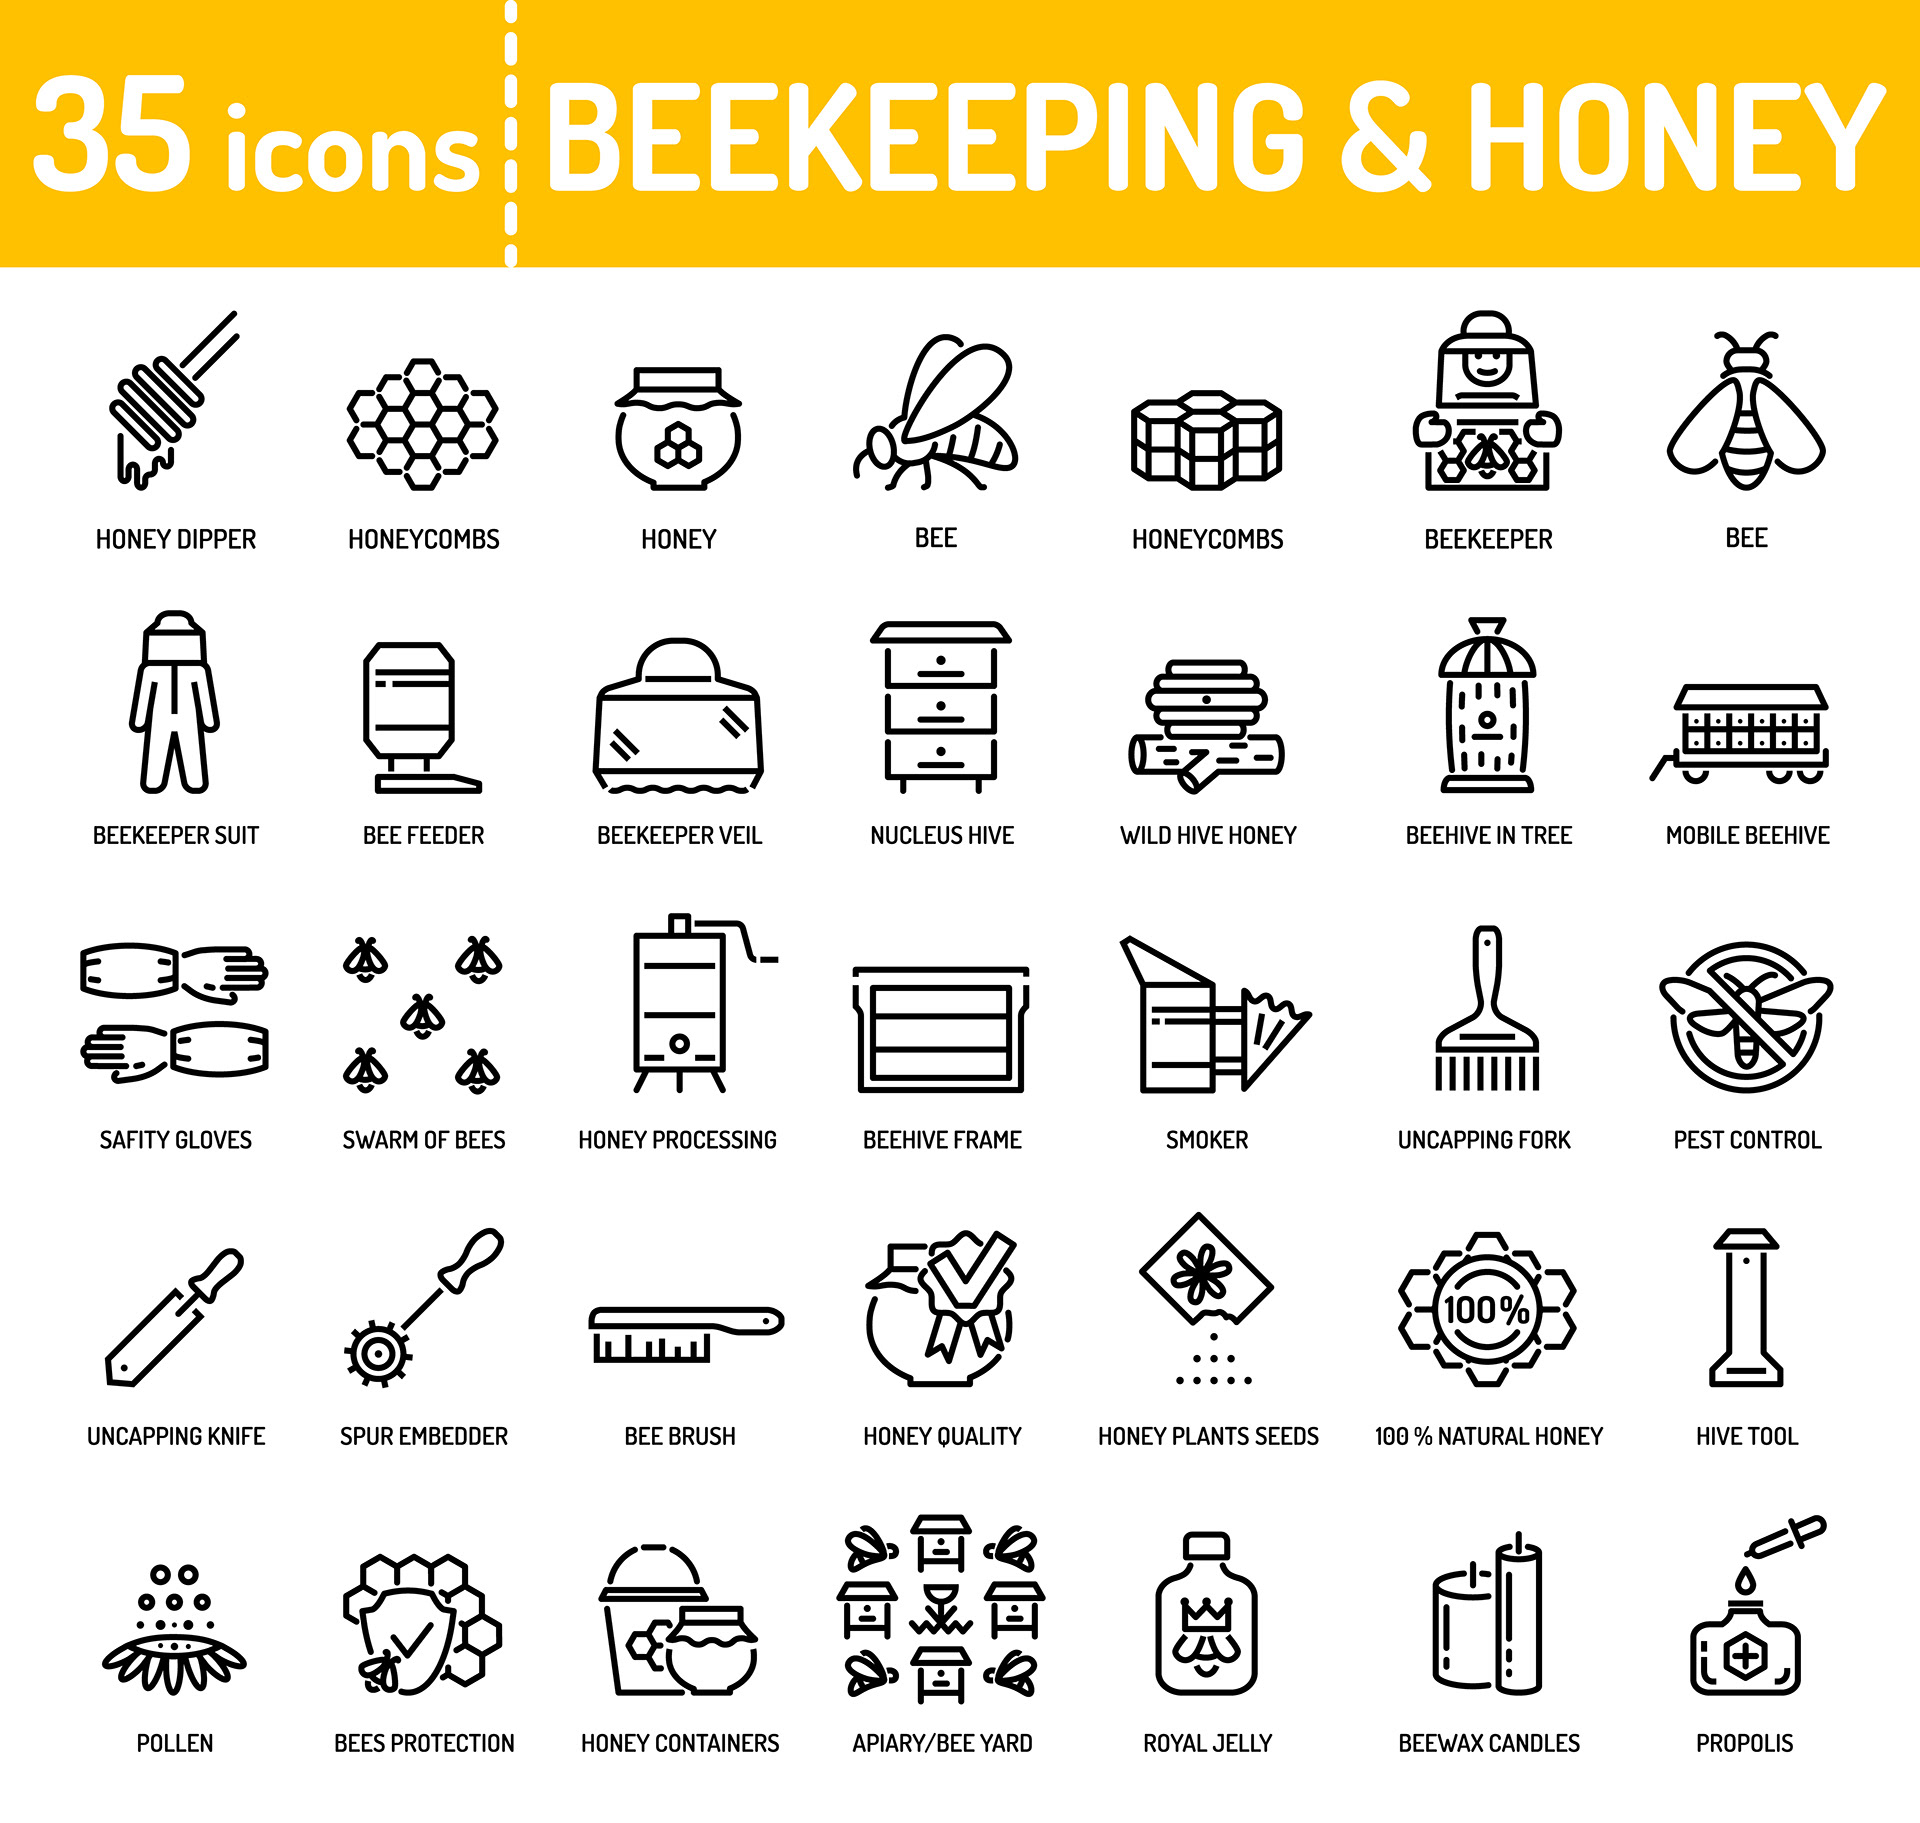 35 icons
BEEKEEPING & HONEY
HONEY DIPPER
HONEYCOMBS
HONEY
BEE
HONEYCOMBS
BEEKEEPER
BEE
BEEKEEPER SUIT
BEE FEEDER
BEEKEEPER VEIL
NUCLEUS HIVE
WILD HIVE HONEY
BEEHIVE IN TREE
MOBILE BEEHIVE
SAFITY GLOVES
SWARM OF BEES
HONEY PROCESSING
BEEHIVE FRAME
SMOKER
UNCAPPING FORK
PEST CONTROL
100%
UNCAPPING KNIFE
SPUR EMBEDDER
BEE BRUSH
HONEY QUALITY
HONEY PLANTS SEEDS
100 % NATURAL HONEY
HIVE TOOL
POLLEN
BEES PROTECTION
HONEY CONTAINERS
APIARY/BEE YARD
ROYAL JELLY
BEEWAX CANDLES
PROPOLIS